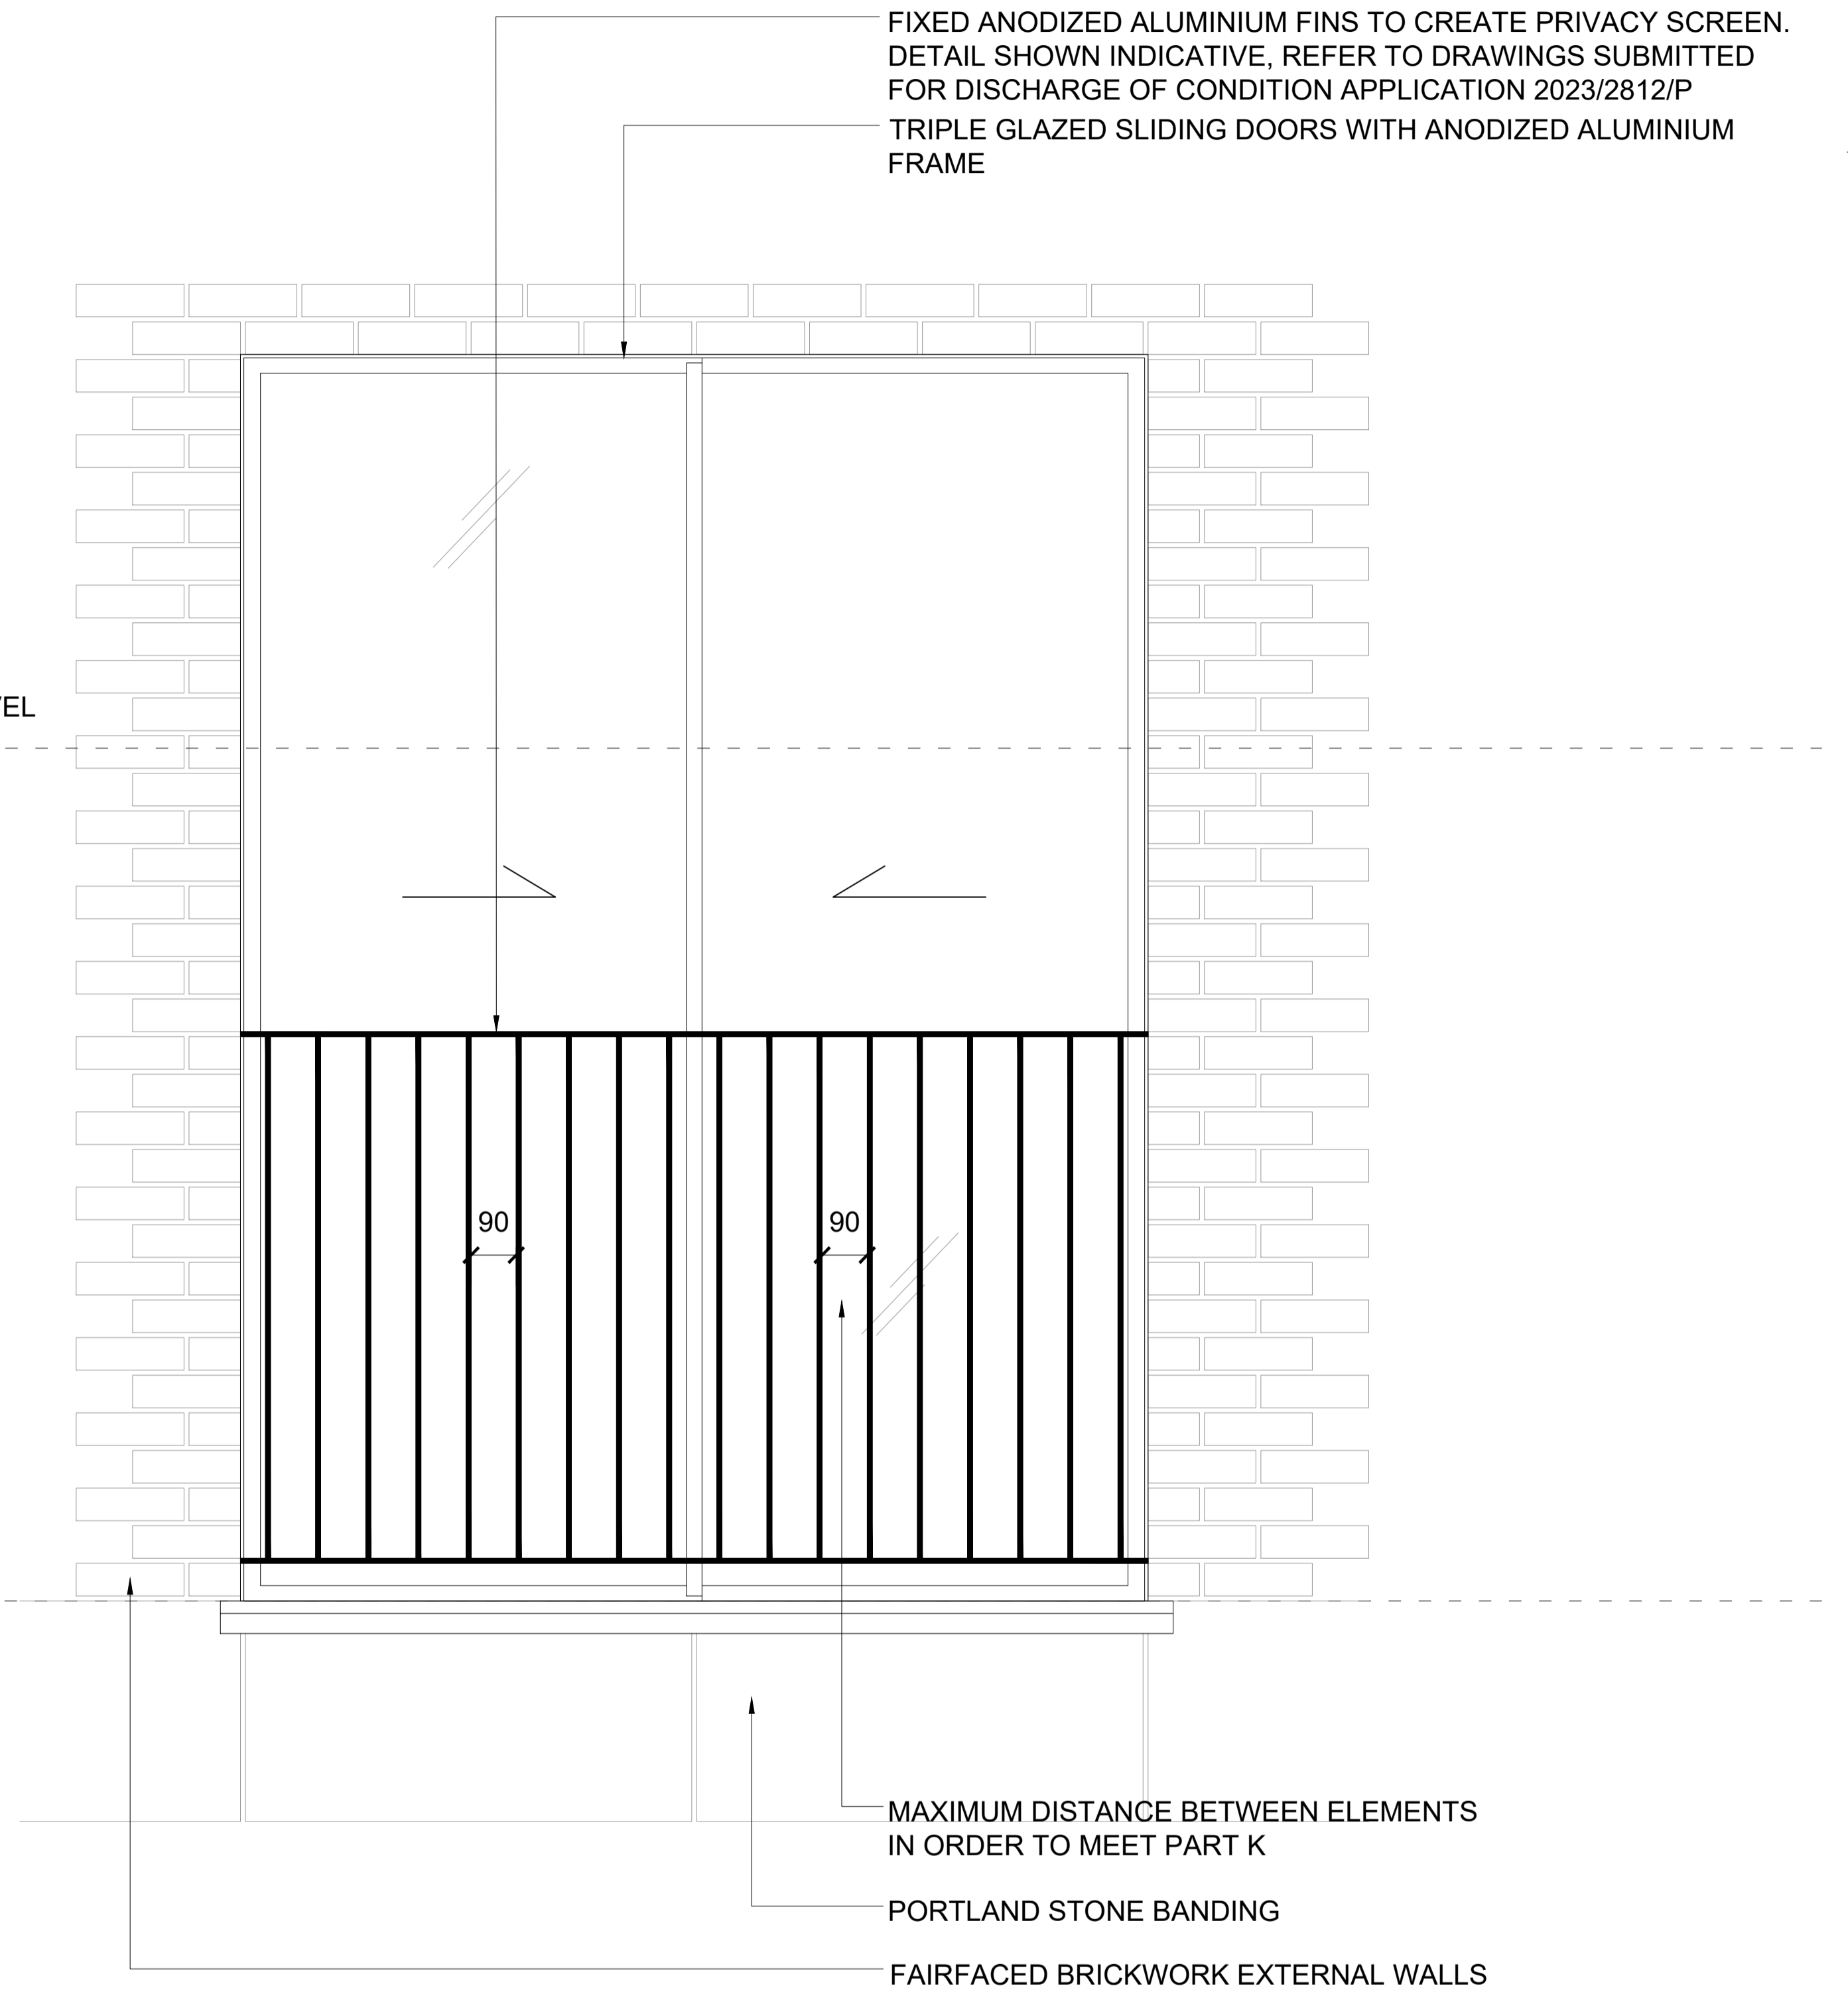 FIXED ANODIZED ALUMINIUM FINS TO CREATE PRIVACY SCREEN.
DETAIL SHOWN INDICATIVE, REFER TO DRAWINGS SUBMITTED
FOR DISCHARGE OF CONDITION APPLICATION 2023/2812/P
TRIPLE GLAZED SLIDING DOORS WITH ANODIZED ALUMINIUM
FRAME
90
90
MAXIMUM DISTANCE BETWEEN ELEMENTS
IN ORDER TO MEET PART K
PORTLAND STONE BANDING
FAIRFACED BRICKWORK EXTERNAL WALLS